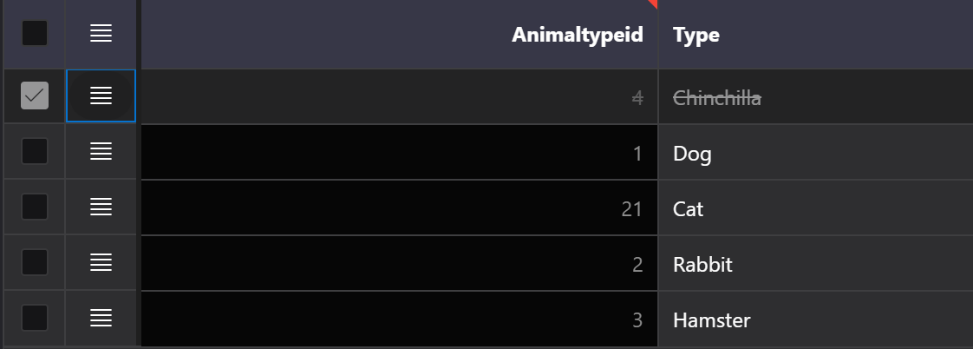 Animaltypeid Type
4 Chinchilla
1 Dog
21 Cat
2 Rabbit
3 Hamster